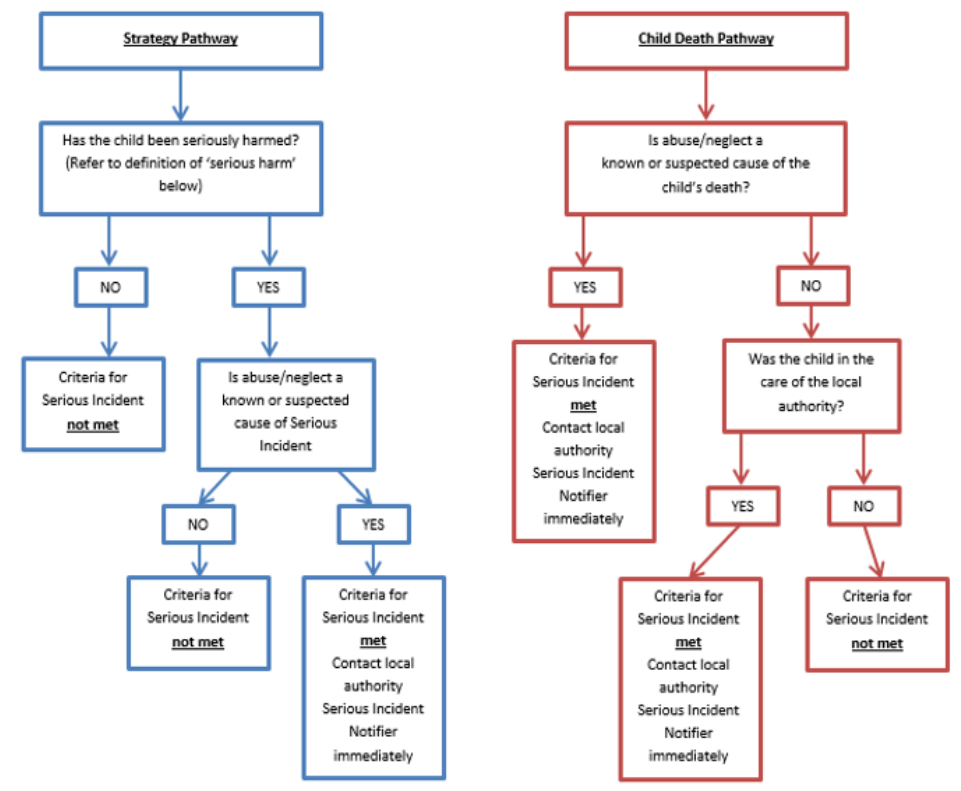 Strategy Pathway
Has the child been seriously harmed?
(Refer to definition of ‘serious harm’
below)
NO
YES
Criteria for
Serious Incident
not met
Is abuse/neglect a
known or suspected
cause of Serious
Incident
NO
YES
Criteria for
Serious Incident
not met
Criteria for
Serious Incident
met
Contact local
authority
Serious Incident
Notifier
immediately
Child Death Pathway
Is abuse/neglect a
known or suspected cause of the
child’s death?
YES
NO
Criteria for
Serious Incident
met
Contact local
authority
Serious Incident
Notifier
immediately
Was the child in the
care of the local
authority?
YES
NO
Criteria for
Serious Incident
met
Contact local
authority
Serious Incident
Notifier
immediately
Criteria for
Serious Incident
not met